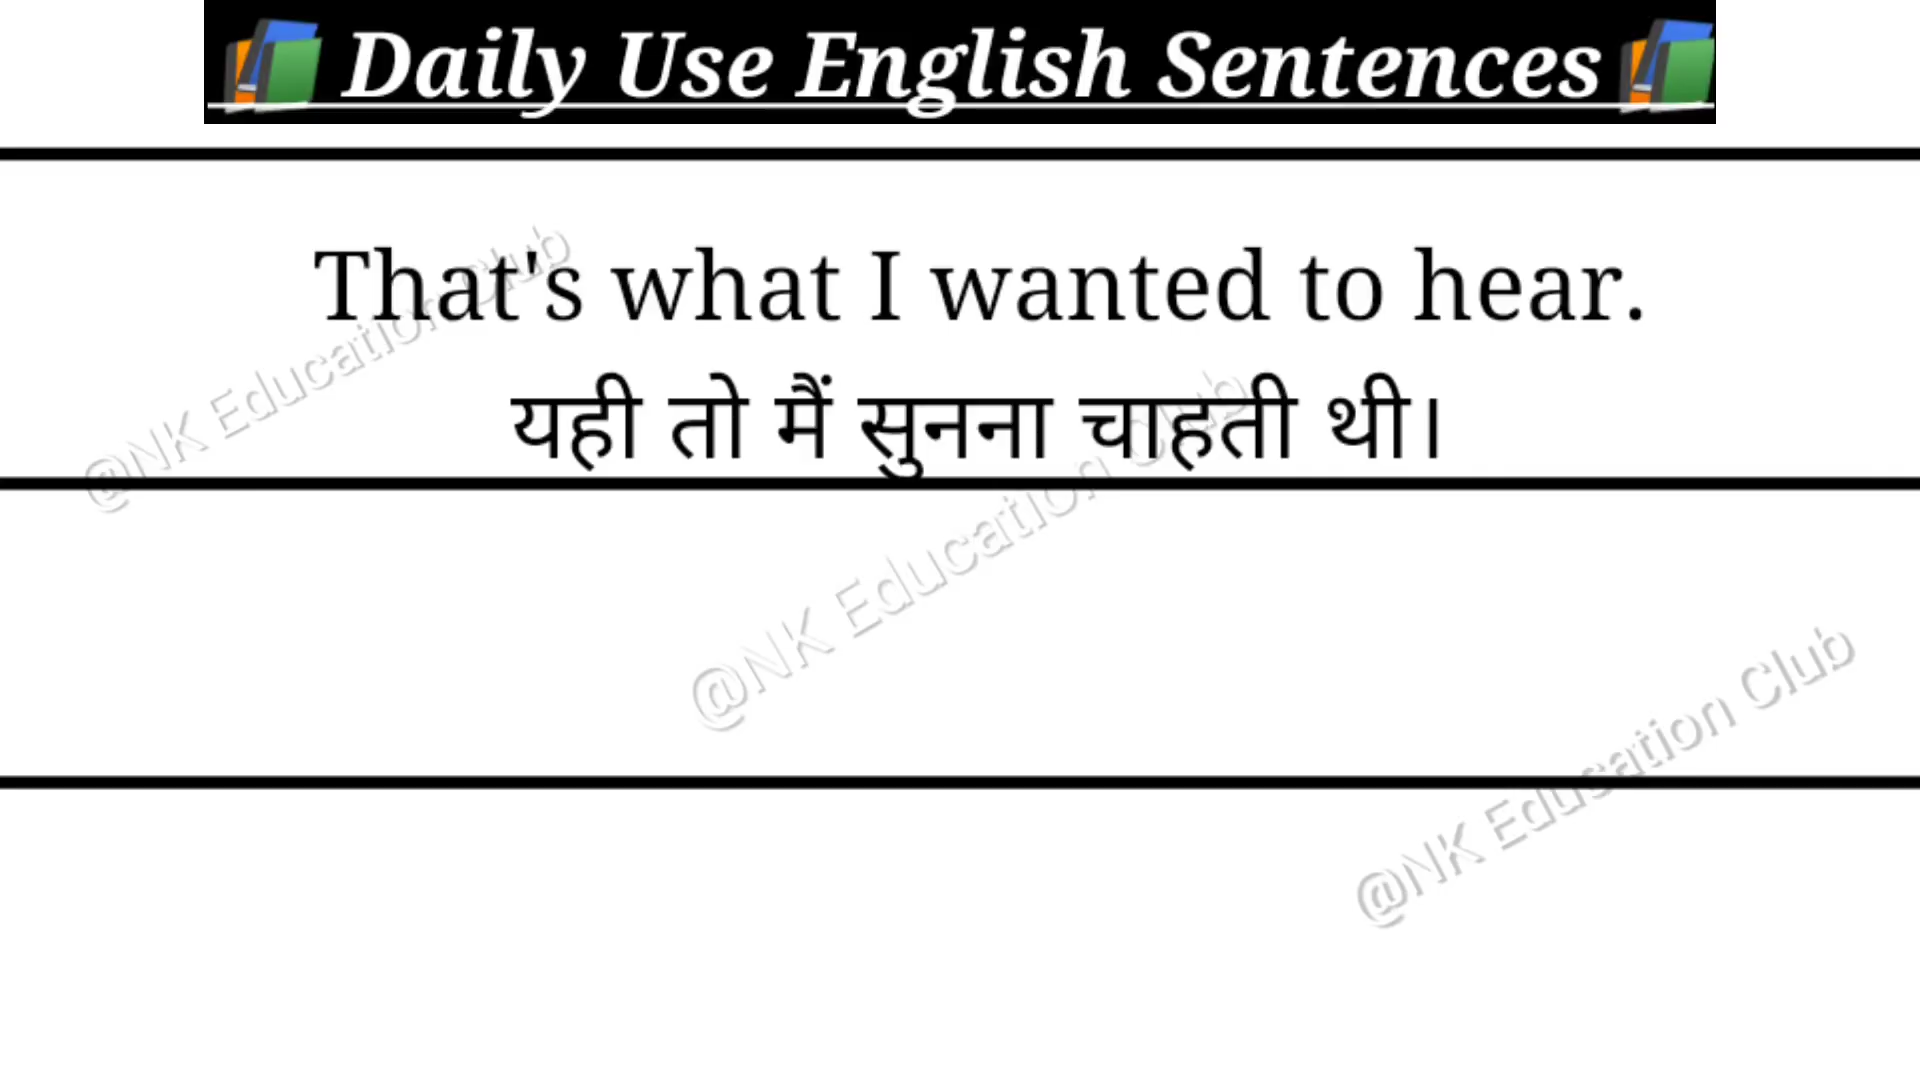 📚 Daily Use English Sentences 📚
That's what I wanted to hear.
यही तो मैं सुनना चाहती थी।
@NK Education Club
@NK Education Club
@NK Education Club